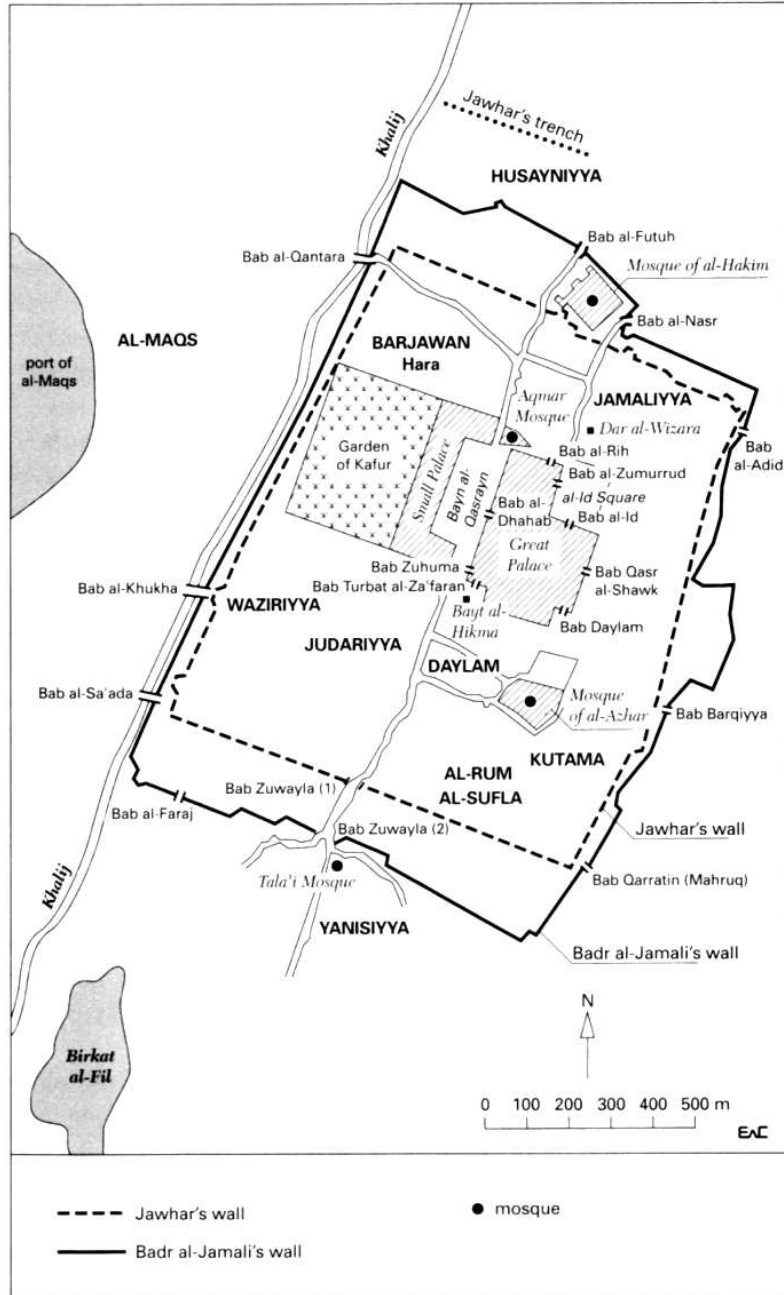 Khalij
Jawhar's trench
HUSAYNIYYA
Bab al-Futuh
Bab al-Qantara
Mosque of al-Hakim
Bab al-Nasr
AL-MAQS
port of
al-Maqs
BARJAWAN
Hara
Aqmar
Mosque
JAMALIYYA
Dar al-Wizara
Bab
al-Adid
Garden
of Kafur
Small Palace
Bayn al-
Qasrayn
Bab al-Rih
Bab al-Zumurrud
al-Id Square
Bab al-
Dhahab
Bab al-Id
Great
Palace
Bab Zuhuma
Bab Turbat al-Za'faran
Bab Qasr
al-Shawk
Bab al-Khukha
WAZIRIYYA
Bayt al-
Hikma
Bab Daylam
JUDARIYYA
DAYLAM
Bab al-Sa'ada
Mosque
of al-Azhar
Bab Barqiyya
KUTAMA
AL-RUM
AL-SUFLA
Bab Zuwayla (1)
Bab al-Faraj
Jawhar's wall
Bab Zuwayla (2)
Tala'i Mosque
Bab Qarratin (Mahruq)
Khalij
YANISIYYA
Badr al-Jamali's wall
N
Birkat
al-Fil
0 100 200 300 400 500 m
EAC
Jawhar's wall
mosque
Badr al-Jamali's wall